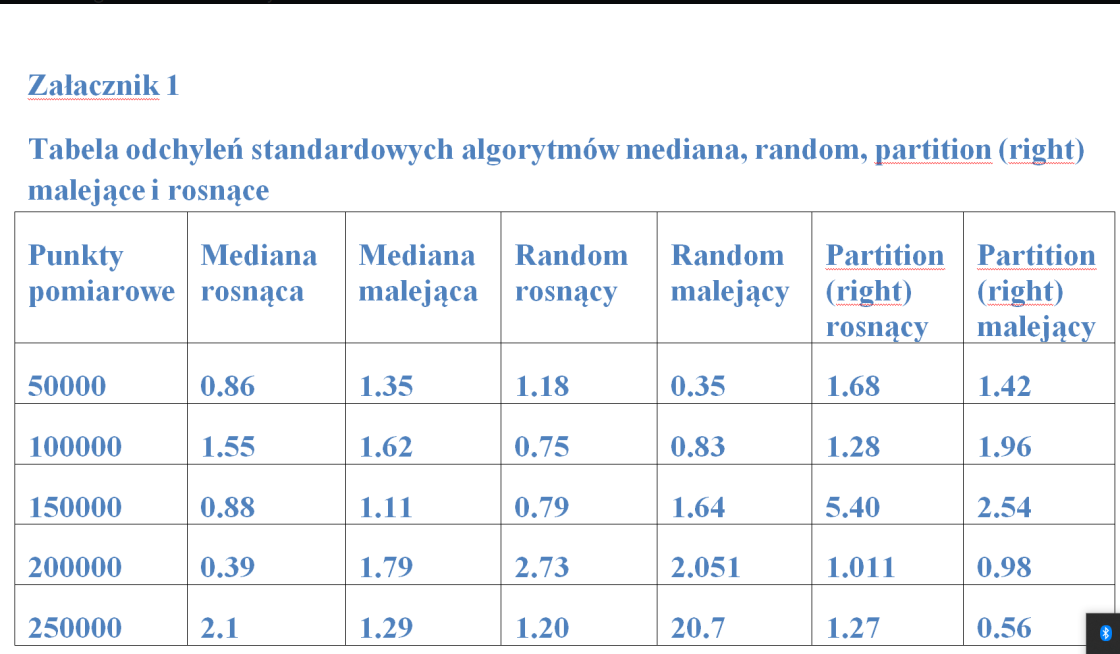 Załacznik 1
Tabela odchyleń standardowych algorytmów mediana, random, partition (right)
malejące i rosnące
Punkty pomiarowe Mediana rosnąca Mediana malejąca Random rosnący Random malejący Partition (right) rosnący Partition (right) malejący
50000 0.86 1.35 1.18 0.35 1.68 1.42
100000 1.55 1.62 0.75 0.83 1.28 1.96
150000 0.88 1.11 0.79 1.64 5.40 2.54
200000 0.39 1.79 2.73 2.051 1.011 0.98
250000 2.1 1.29 1.20 20.7 1.27 0.56